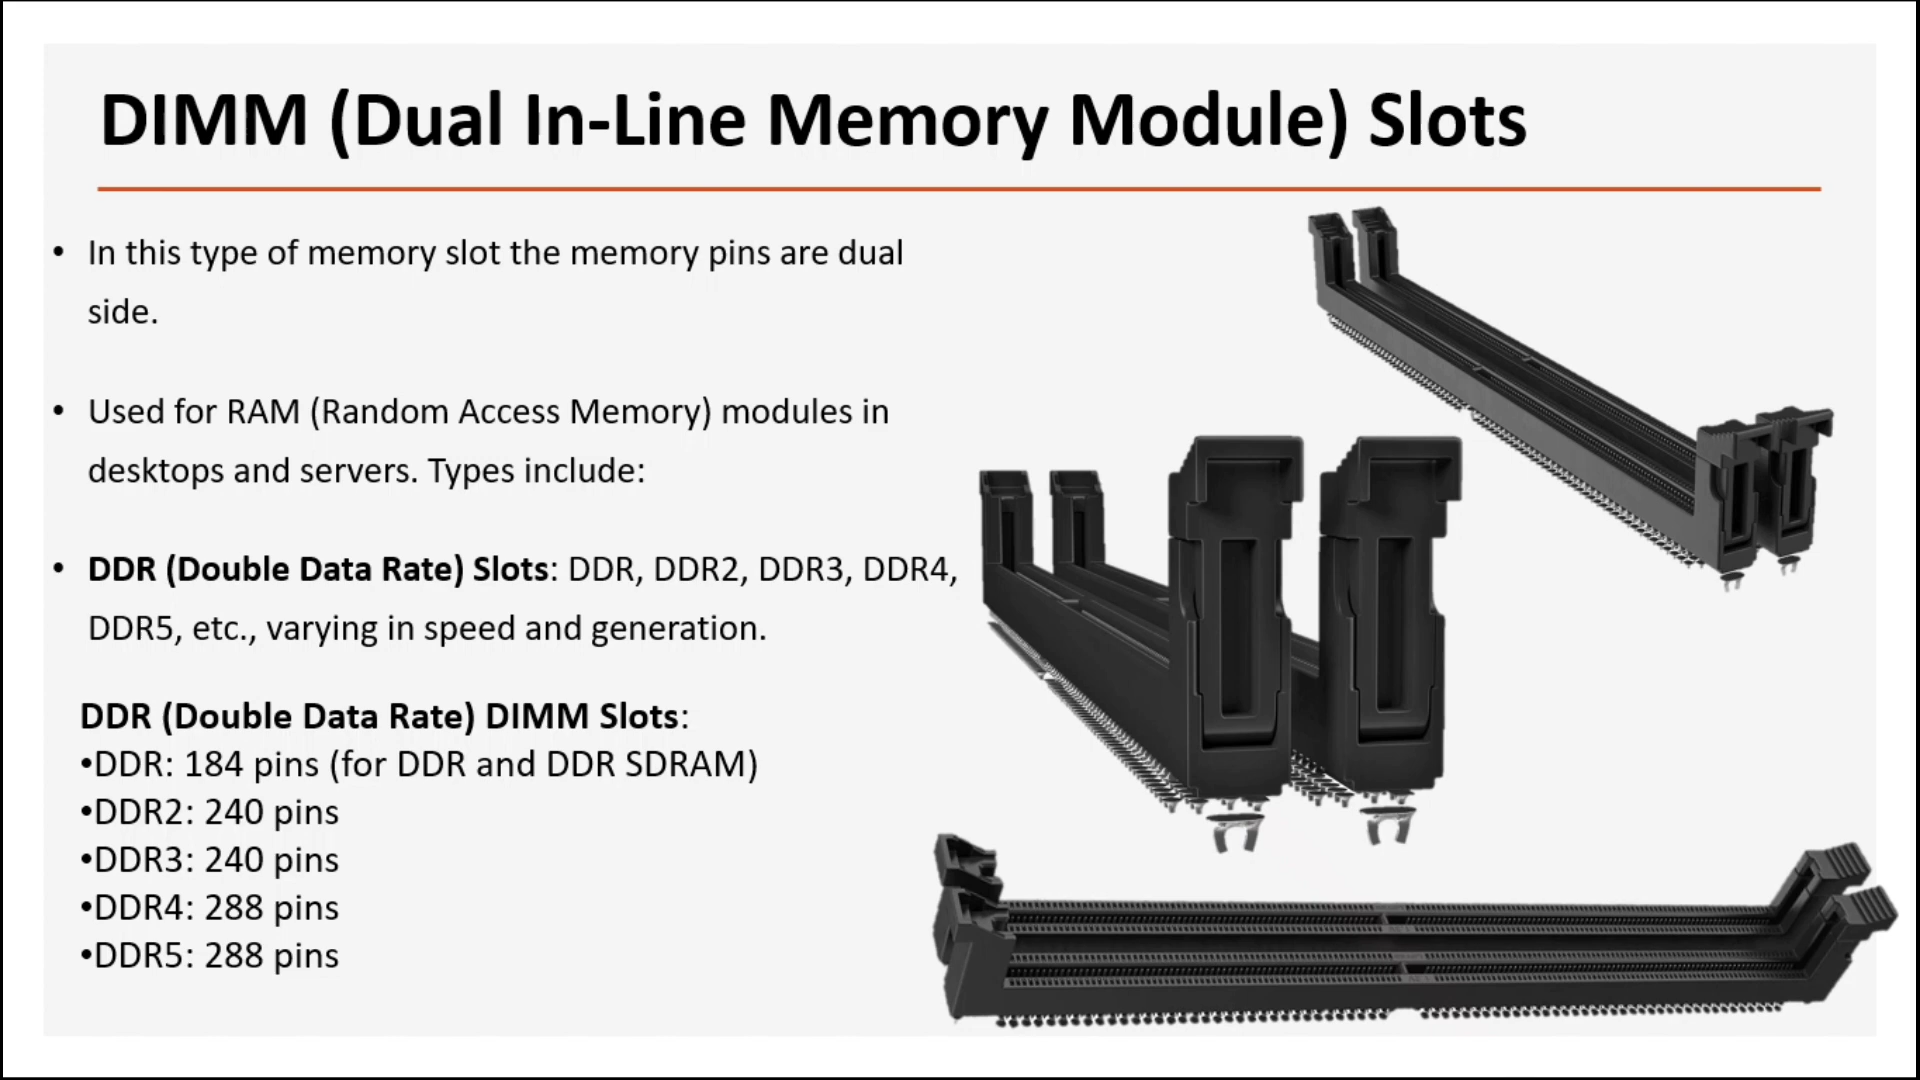 DIMM (Dual In-Line Memory Module) Slots
• In this type of memory slot the memory pins are dual
side.
• Used for RAM (Random Access Memory) modules in
desktops and servers. Types include:
• DDR (Double Data Rate) Slots: DDR, DDR2, DDR3, DDR4,
DDR5, etc., varying in speed and generation.
DDR (Double Data Rate) DIMM Slots:
•DDR: 184 pins (for DDR and DDR SDRAM)
•DDR2: 240 pins
•DDR3: 240 pins
•DDR4: 288 pins
•DDR5: 288 pins